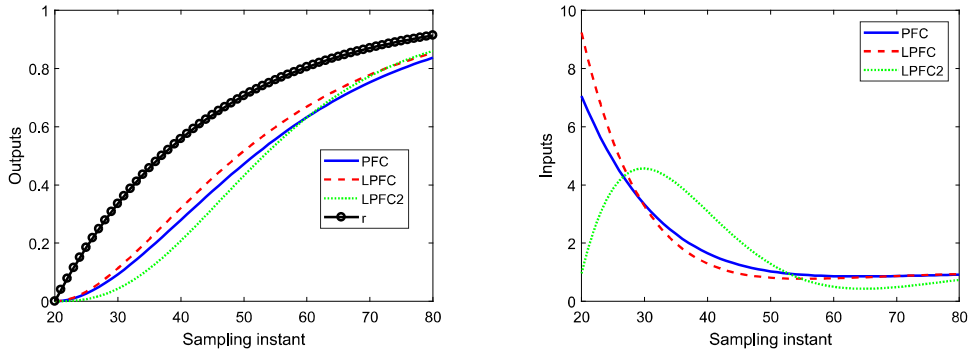 1
0.8
0.6
0.4
0.2
0
Outputs
20 30 40 50 60 70 80
Sampling instant
PFC
LPFC
LPFC2
r
10
8
6
4
2
0
Inputs
20 30 40 50 60 70 80
Sampling instant
PFC
LPFC
LPFC2